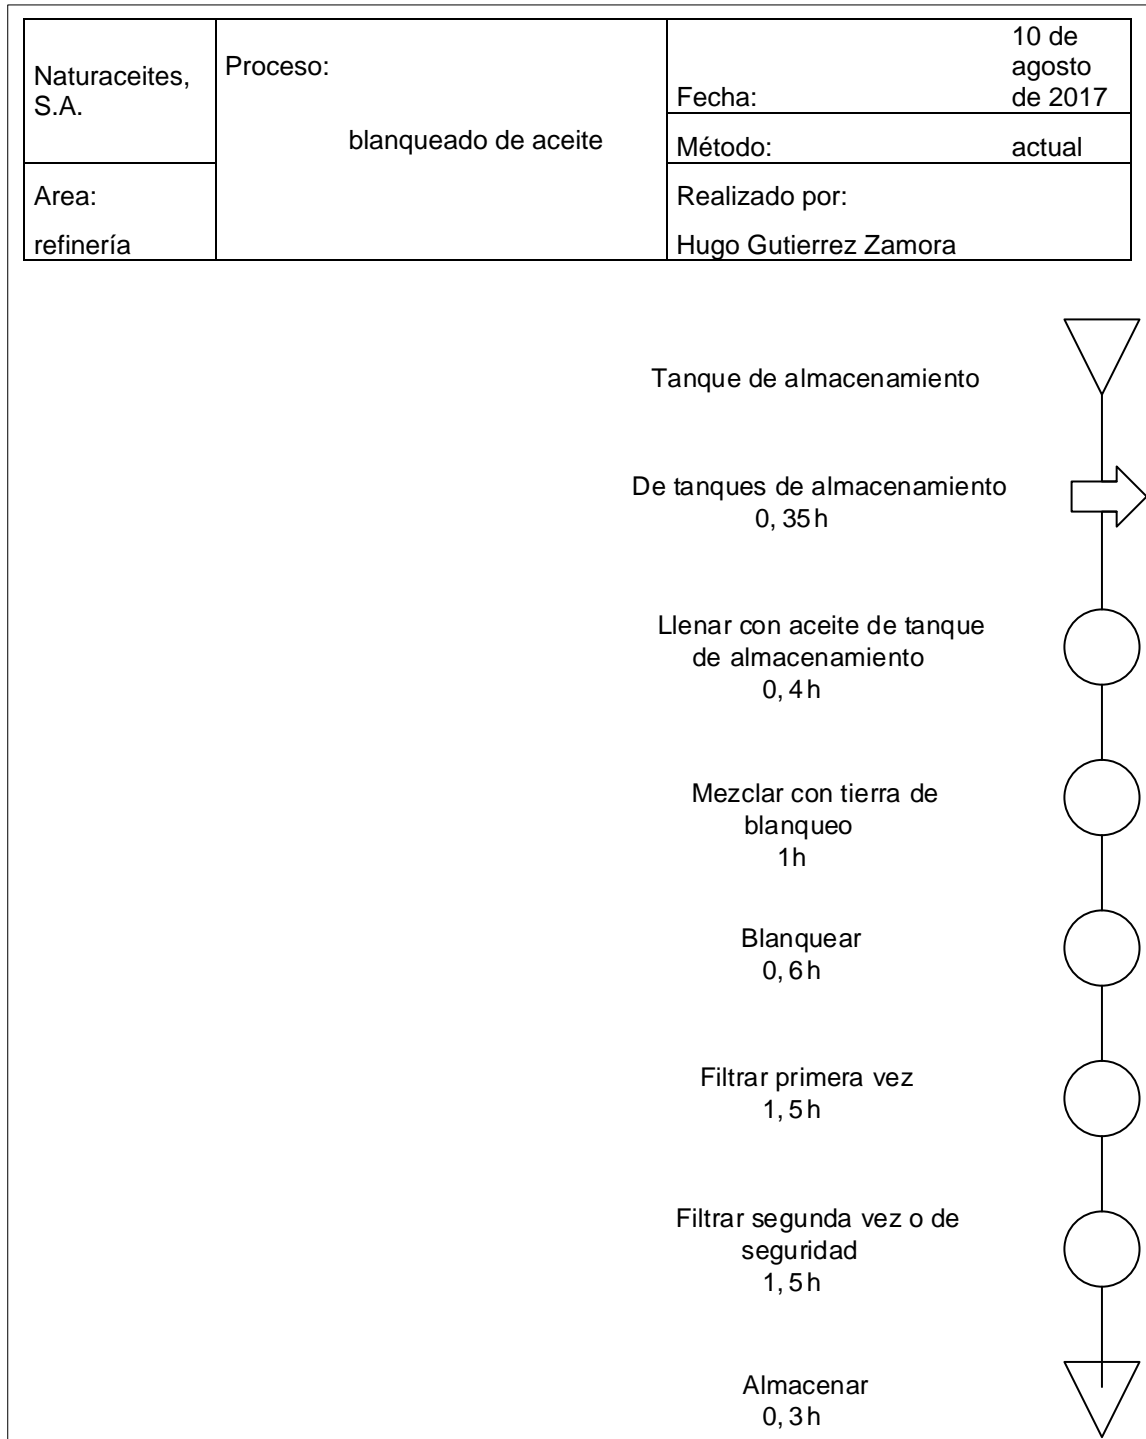 Naturaceites,
S.A.
Proceso:
blanqueado de aceite
Fecha:
10 de
agosto
de 2017
Método:
actual
Area:
refinería
Realizado por:
Hugo Gutierrez Zamora
Tanque de almacenamiento
De tanques de almacenamiento
0, 35 h
Llenar con aceite de tanque
de almacenamiento
0, 4 h
Mezclar con tierra de
blanqueo
1h
Blanquear
0, 6 h
Filtrar primera vez
1, 5 h
Filtrar segunda vez o de
seguridad
1, 5 h
Almacenar
0, 3 h